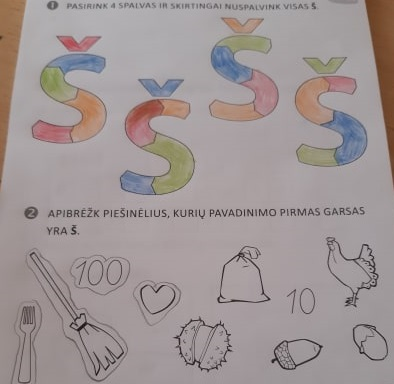 1 PASIRINK 4 SPALVAS IR SKIRTINGAI NUSPALVINK VISAS Š.
Š Š Š Š
2 APIBRĖŽK PIEŠINĖLIUS, KURIŲ PAVADINIMO PIRMAS GARSAS
YRA Š.
100
10